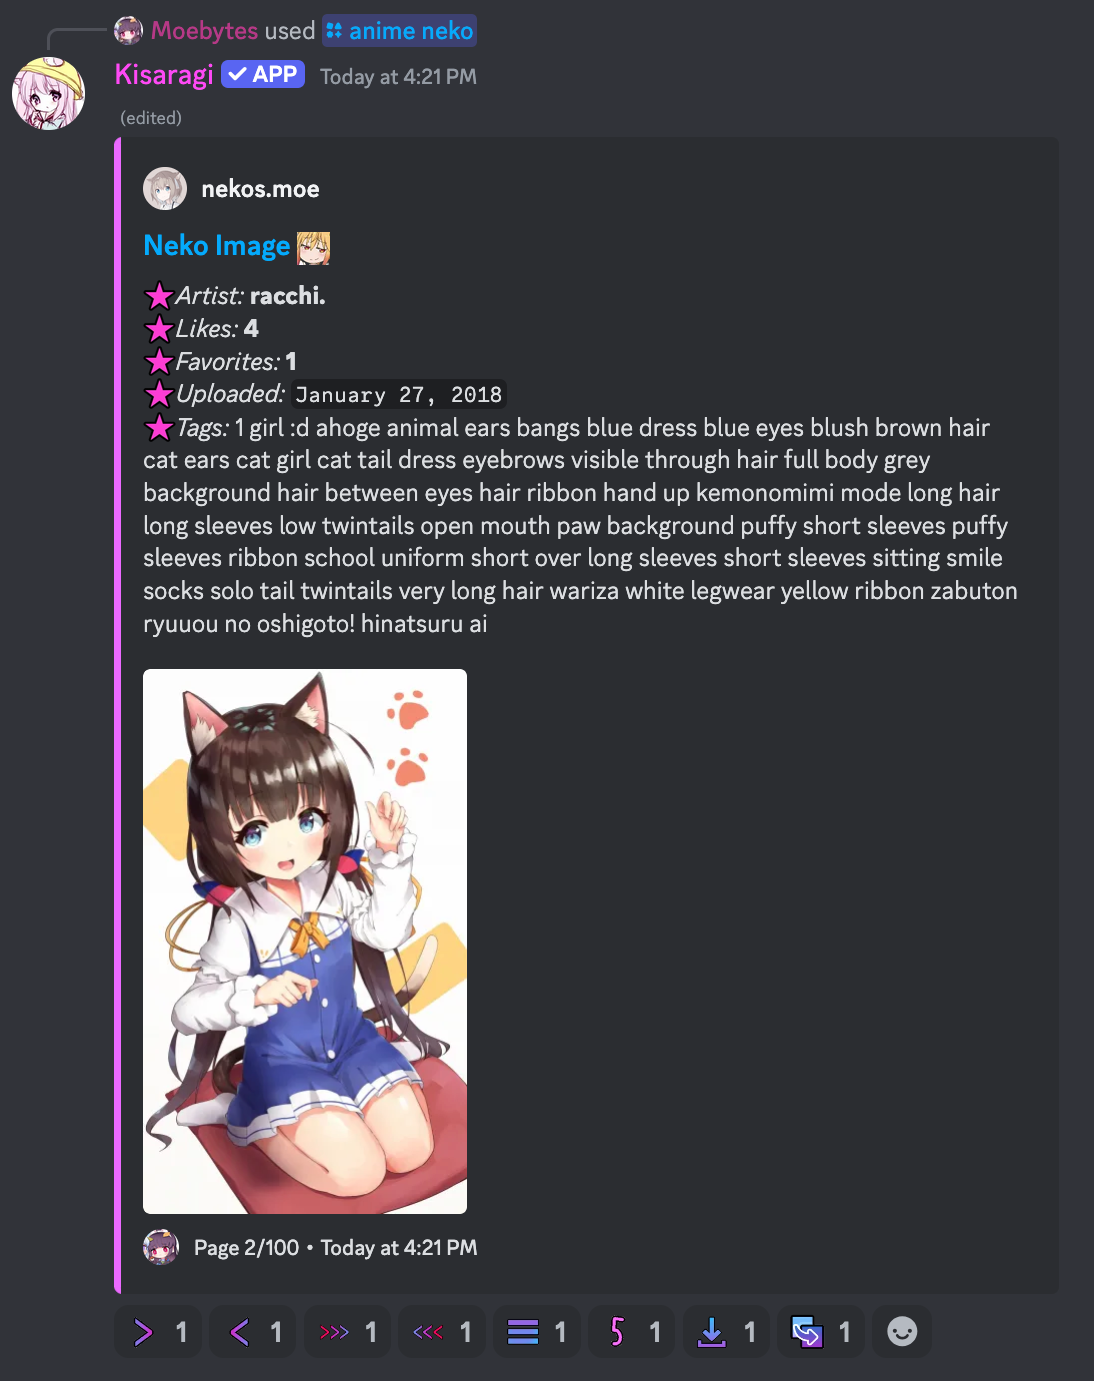 Moebytes used anime neko
Kisaragi APP Today at 4:21 PM
(edited)
nekos.moe
Neko Image
Artist: racchi.
Likes: 4
Favorites: 1
Uploaded: January 27, 2018
Tags: 1 girl :d ahoge animal ears bangs blue dress blue eyes blush brown hair
cat ears cat girl cat tail dress eyebrows visible through hair full body grey
background hair between eyes hair ribbon hand up kemonomimi mode long hair
long sleeves low twintails open mouth paw background puffy short sleeves puffy
sleeves ribbon school uniform short over long sleeves short sleeves sitting smile
socks solo tail twintails very long hair wariza white legwear yellow ribbon zabuton
ryuuou no oshigoto! hinatsuru ai
Page 2/100 • Today at 4:21 PM
> 1 < 1 >>> 1 <<< 1 1 5 1 1 1